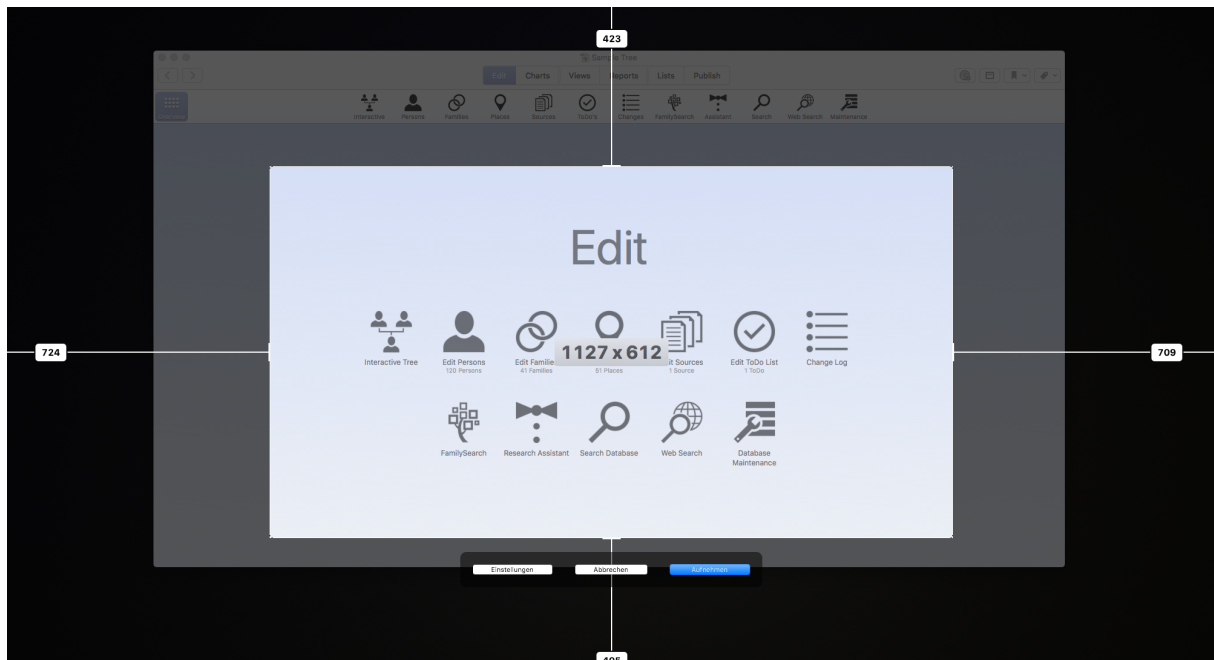 423
Sample Tree
Edit Charts Views Reports Lists Publish
Interactive Persons Families Places Sources ToDo's Changes FamilySearch Assistant Search Web Search Maintenance
Edit
724
709
1127 x 612
Interactive Tree
Edit Persons
120 Persons
Edit Familie
41 Families
51 Places
it Sources
1 Source
Edit ToDo List
1 ToDo
Change Log
FamilySearch
Research Assistant
Search Database
Web Search
Database
Maintenance
Einstellungen Abbrechen Aufnehmen